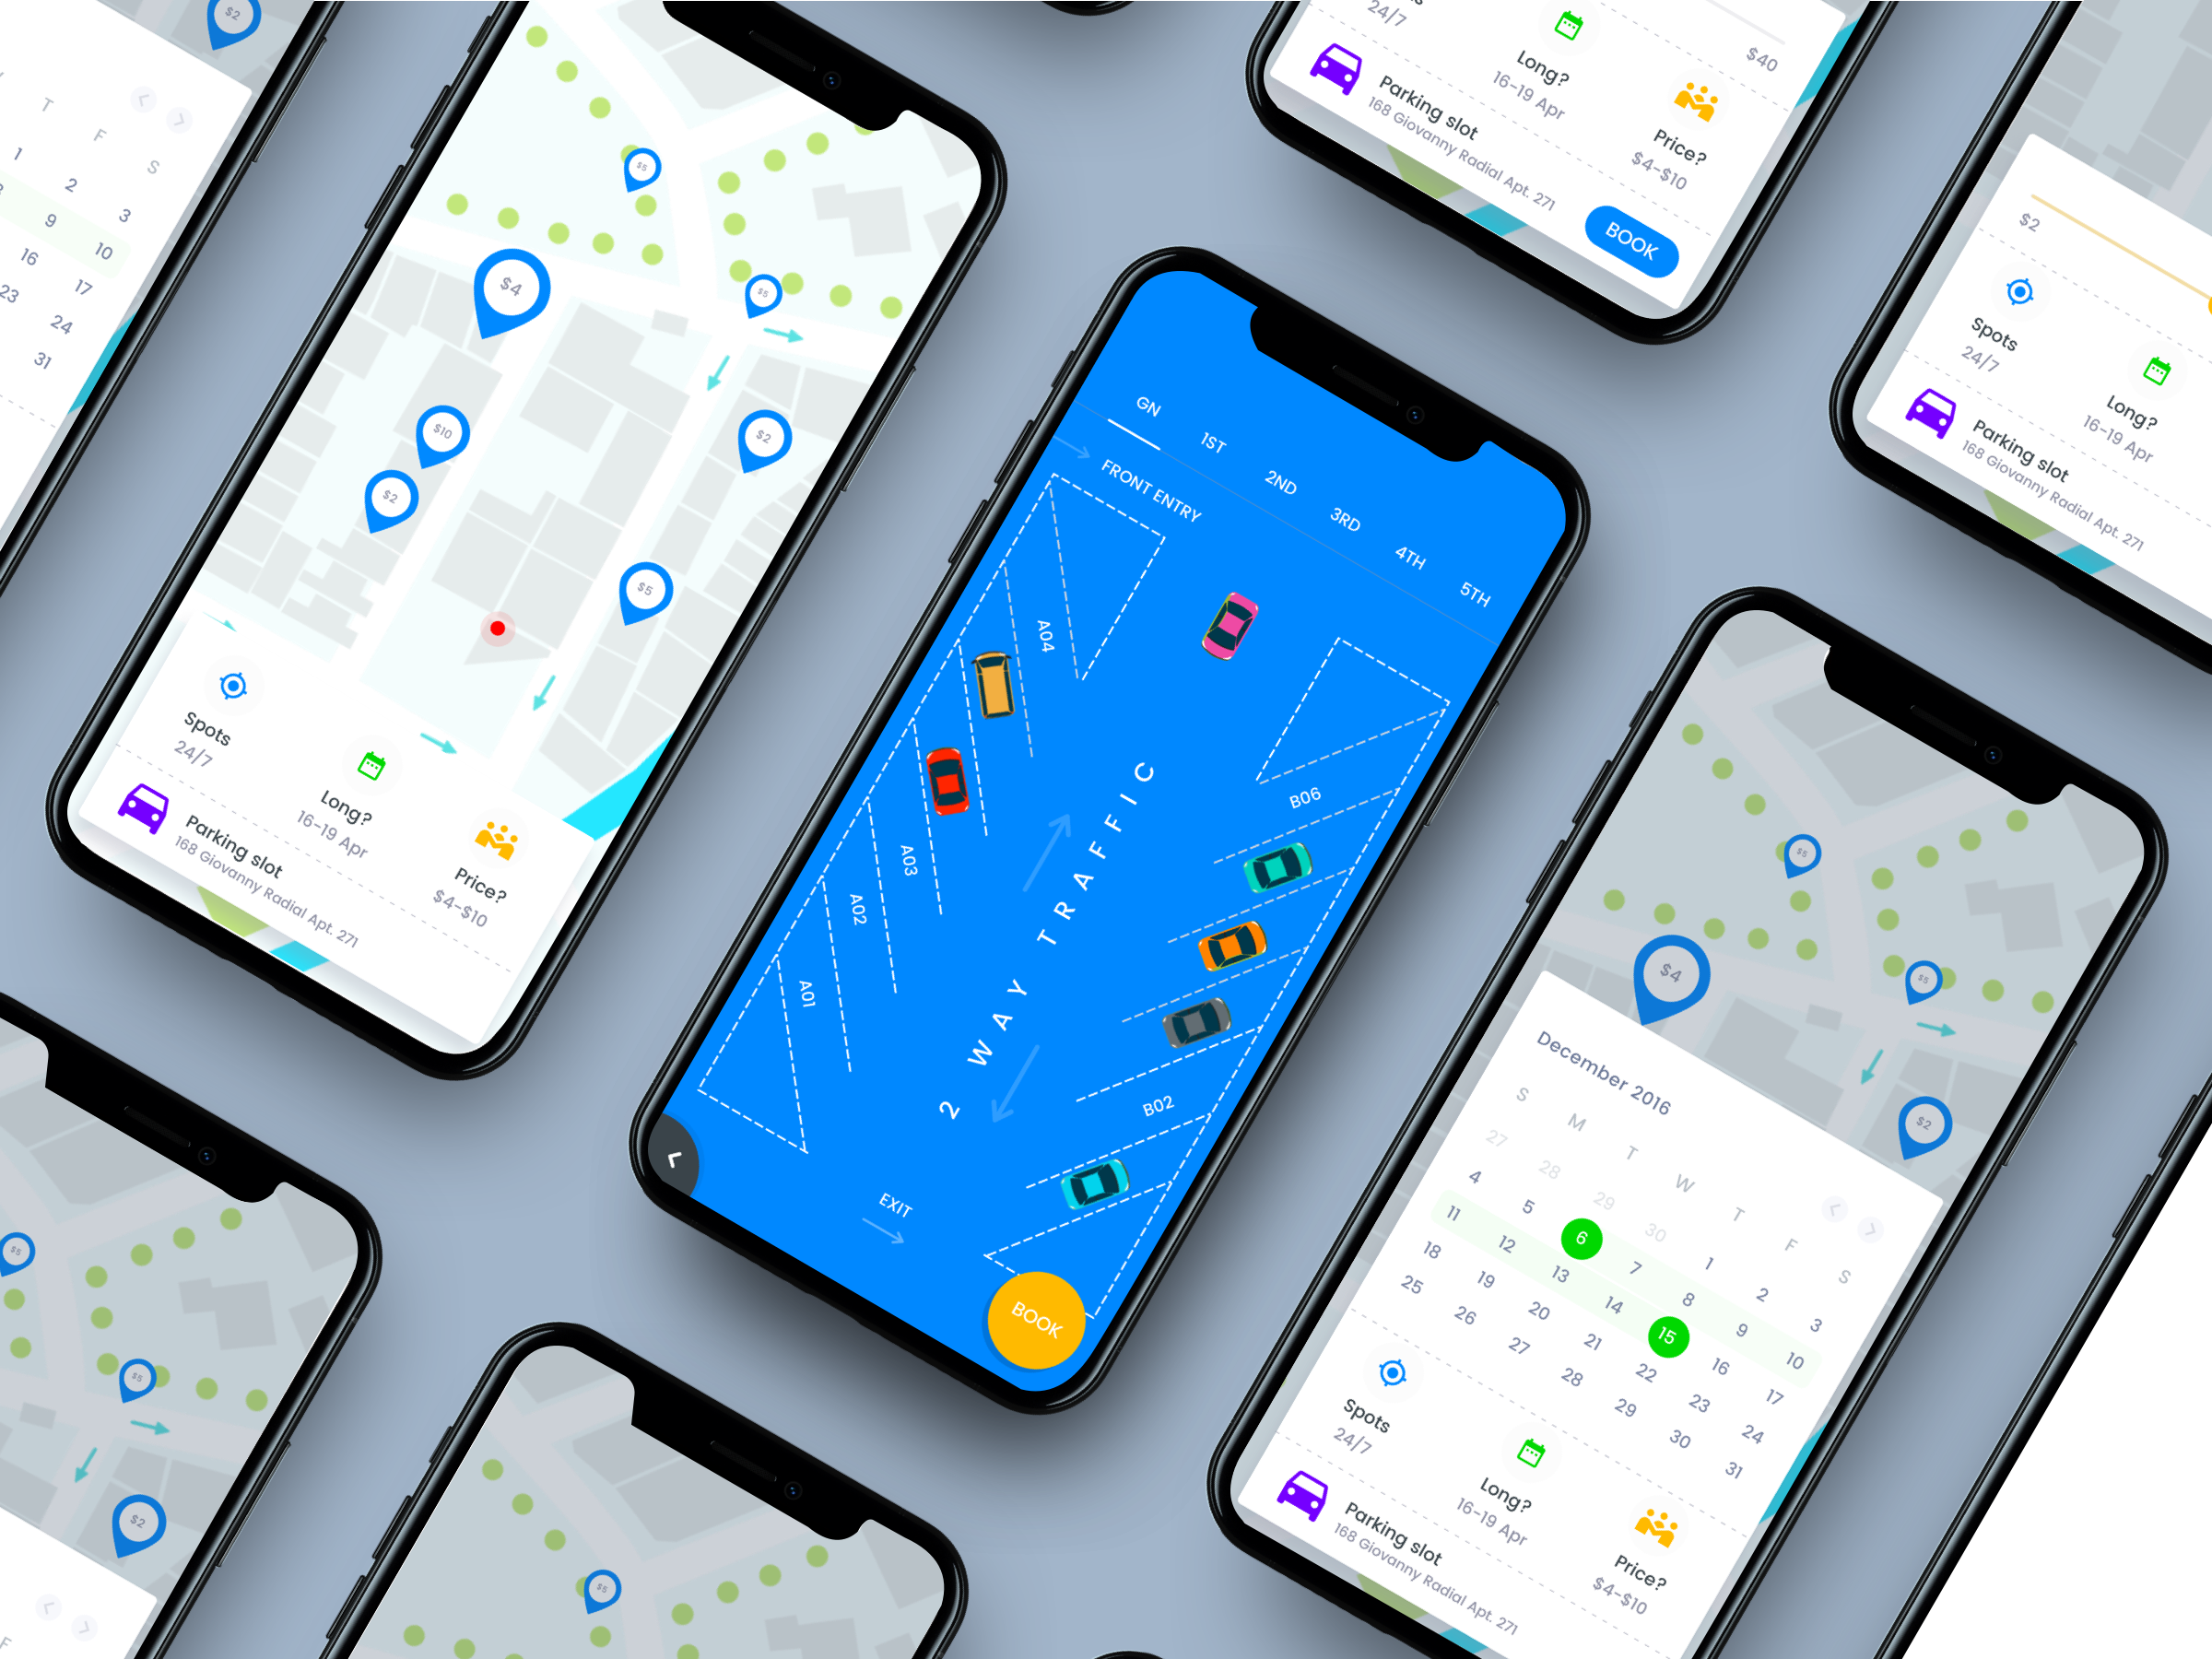 $2
T
F
S
1
2
3
9
10
16
17
23
24
31
$5
$4
$5
$10
$2
$2
$5
Spots
24/7
Long?
16-19 Apr
Price?
$4-$10
Parking slot
168 Giovanny Radial Apt. 271
24/7
$40
Long?
16-19 Apr
Price?
$4-$10
Parking slot
168 Giovanny Radial Apt. 271
BOOK
$2
Spots
24/7
Long?
16-19 Apr
Parking slot
168 Giovanny Radial Apt. 271
GN 1ST 2ND 3RD 4TH 5TH
FRONT ENTRY
A04
A03
A02
A01
2 WAY TRAFFIC
B06
B02
EXIT
BOOK
$5
$4
$5
$2
December 2016
S M T W T F S
27 28 29 30 1 2 3
4 5 6 7 8 9 10
11 12 13 14 15 16 17
18 19 20 21 22 23 24
25 26 27 28 29 30 31
Spots
24/7
Long?
16-19 Apr
Price?
$4-$10
Parking slot
168 Giovanny Radial Apt. 271
$5
$5
$2
F
$5